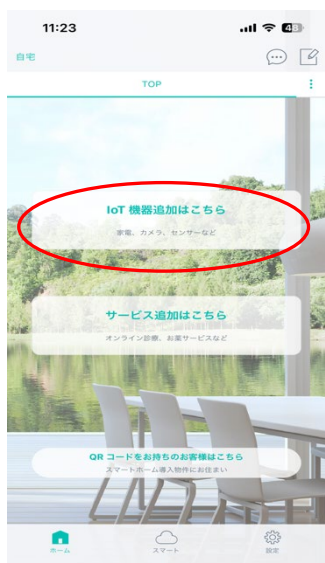 11:23
48
自宅
TOP
IoT 機器追加はこちら
家電、カメラ、センサーなど
サービス追加はこちら
オンライン診療、お薬サービスなど
QR コードをお持ちのお客様はこちら
スマートホーム導入物件にお住まい
ホーム
スマート
設定